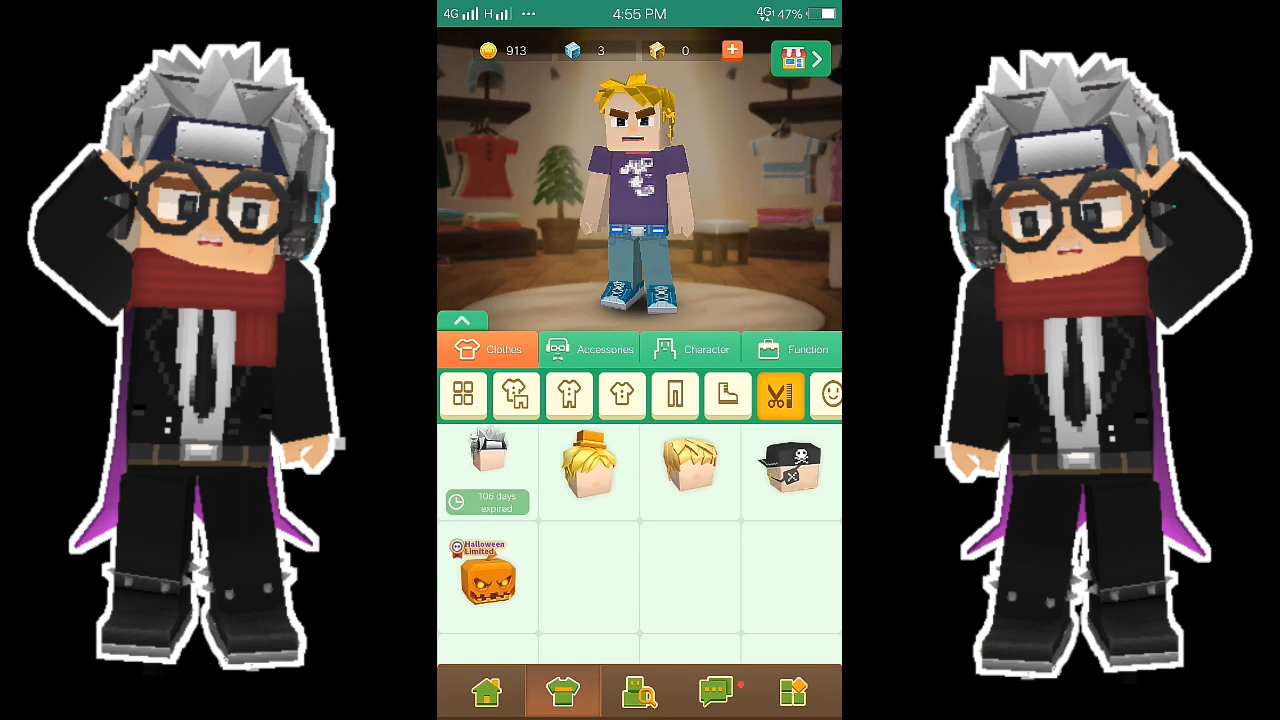 4G H ... 4:55 PM 4G 47%
913 3 0 +
Clothes Accessories Character Function
106 days
expired
Halloween
Limited